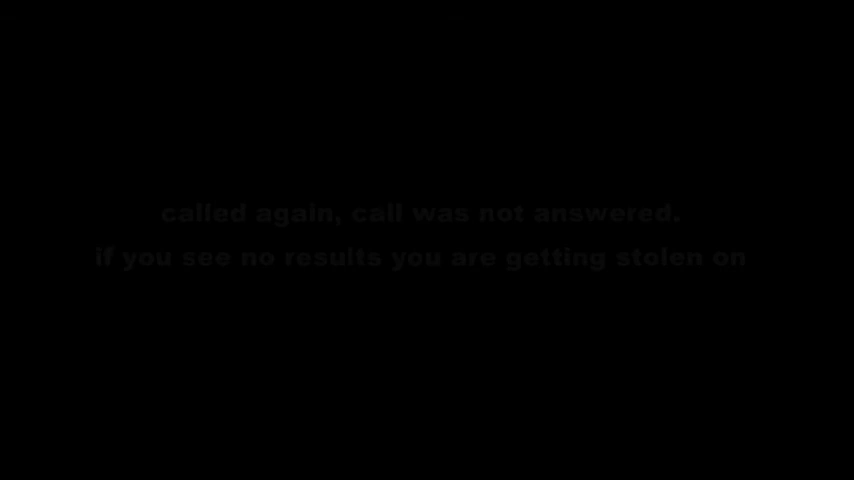 called again, call was not answered.
if you see no results you are getting stolen on